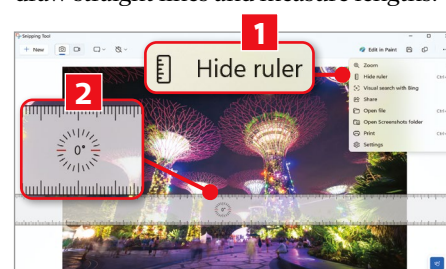 draw straight lines and measure lengths.
Snipping Tool
New
Edit in Paint
1
Hide ruler
2
0°
Zoom
Hide ruler
Visual search with Bing
Share
Open file
Open Screenshots folder
Print
Settings
0°